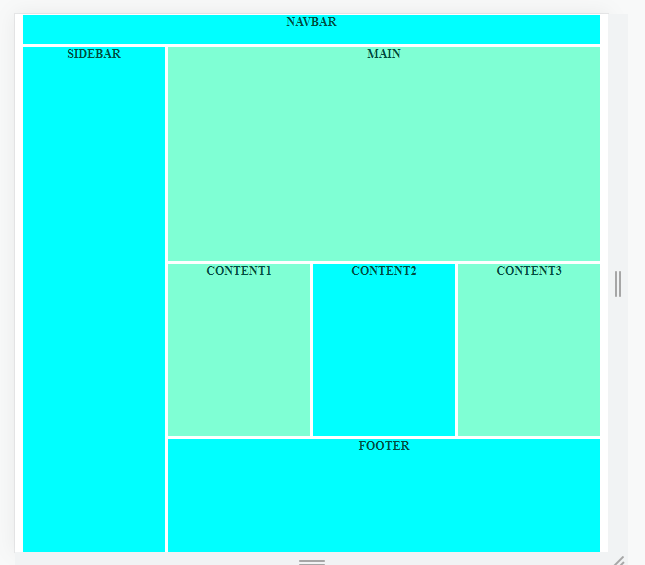 NAVBAR
SIDEBAR
MAIN
CONTENT1
CONTENT2
CONTENT3
FOOTER